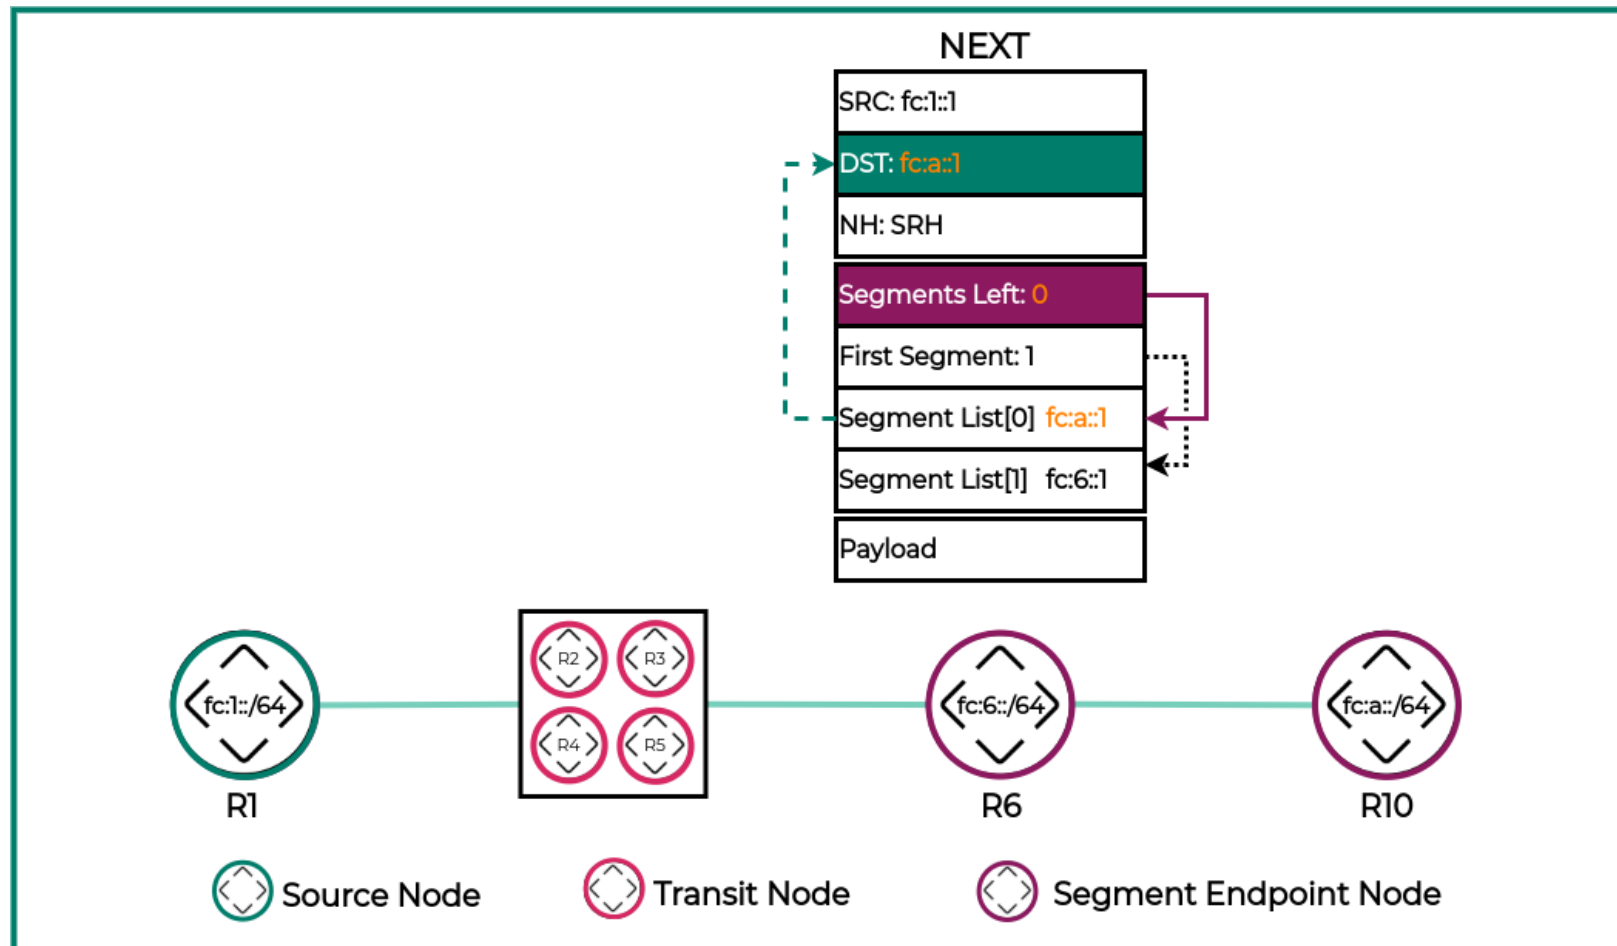 NEXT
SRC: fc:1::1
DST: fc:a::1
NH: SRH
Segments Left: 0
First Segment: 1
Segment List[0] fc:a::1
Segment List[1] fc:6::1
Payload
R2 R3
R4 R5
fc:1::/64
fc:6::/64
fc:a::/64
R1
R6
R10
Source Node
Transit Node
Segment Endpoint Node